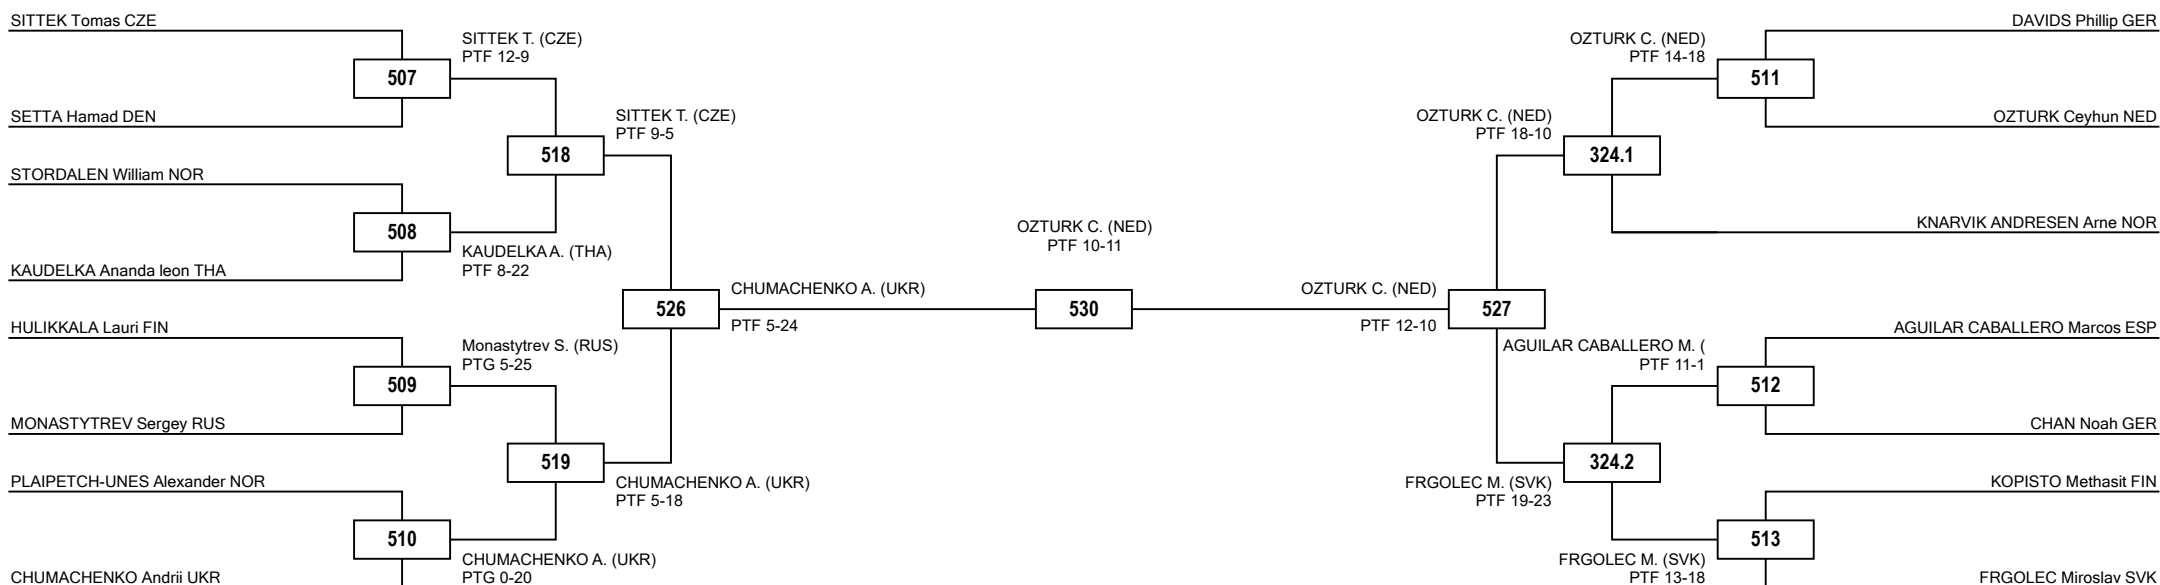 SITTEK Tomas CZE
DAVIDS Phillip GER
SITTEK T. (CZE)
PTF 12-9
OZTURK C. (NED)
PTF 14-18
507
511
SETTA Hamad DEN
SITTEK T. (CZE)
PTF 9-5
OZTURK C. (NED)
PTF 18-10
OZTURK Ceyhun NED
518
324.1
STORDALEN William NOR
508
OZTURK C. (NED)
PTF 10-11
KNARVIK ANDRESEN Arne NOR
KAUDELKA A. (THA)
PTF 8-22
KAUDELKA Ananda leon THA
526
CHUMACHENKO A. (UKR)
PTF 5-24
530
OZTURK C. (NED)
PTF 12-10
527
HULIKKALA Lauri FIN
AGUILAR CABALLERO Marcos ESP
Monastytrev S. (RUS)
PTG 5-25
AGUILAR CABALLERO M. (
PTF 11-1
509
512
MONASTYTREV Sergey RUS
CHAN Noah GER
519
324.2
PLAIPETCH-UNES Alexander NOR
CHUMACHENKO A. (UKR)
PTF 5-18
FRGOLEC M. (SVK)
PTF 19-23
KOPISTO Methasit FIN
510
513
CHUMACHENKO A. (UKR)
PTG 0-20
FRGOLEC M. (SVK)
PTF 13-18
CHUMACHENKO Andrii UKR
FRGOLEC Miroslav SVK